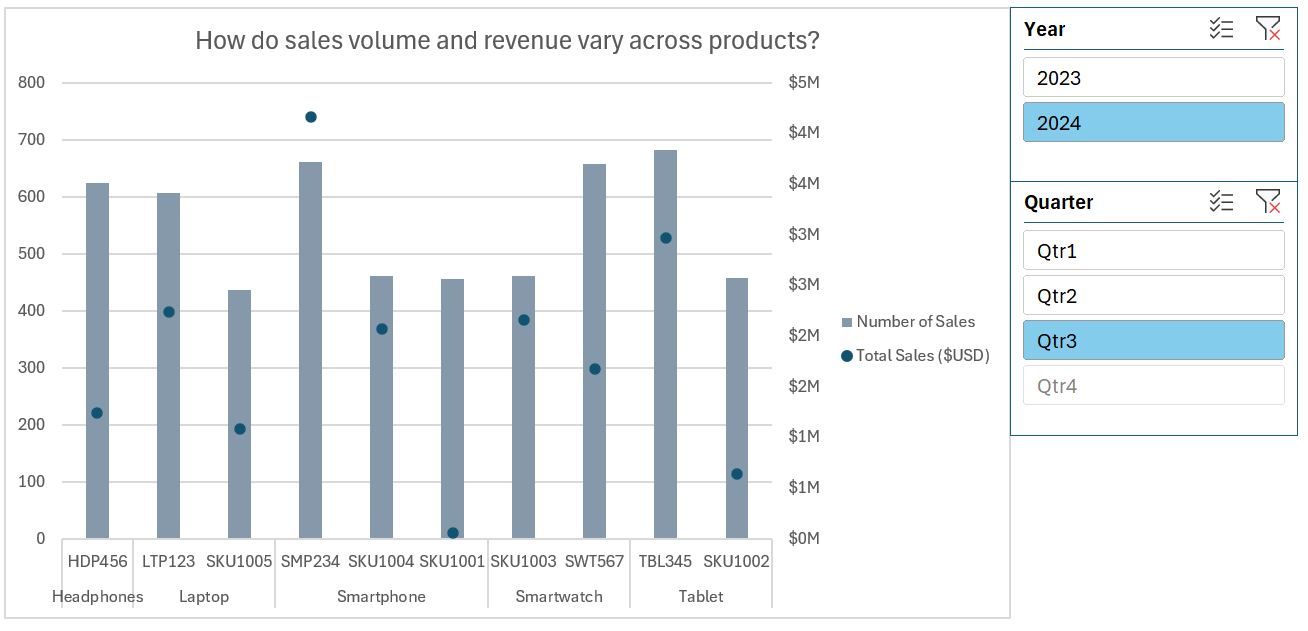 How do sales volume and revenue vary across products?
800
700
600
500
400
300
200
100
0
$5M
$4M
$4M
$3M
$3M
$2M
$2M
$1M
$1M
$0M
HDP456 LTP123 SKU1005 SMP234 SKU1004 SKU1001 SKU1003 SWT567 TBL345 SKU1002
Headphones Laptop Smartphone Smartwatch Tablet
Number of Sales
Total Sales ($USD)
Year
2023
2024
Quarter
Qtr1
Qtr2
Qtr3
Qtr4